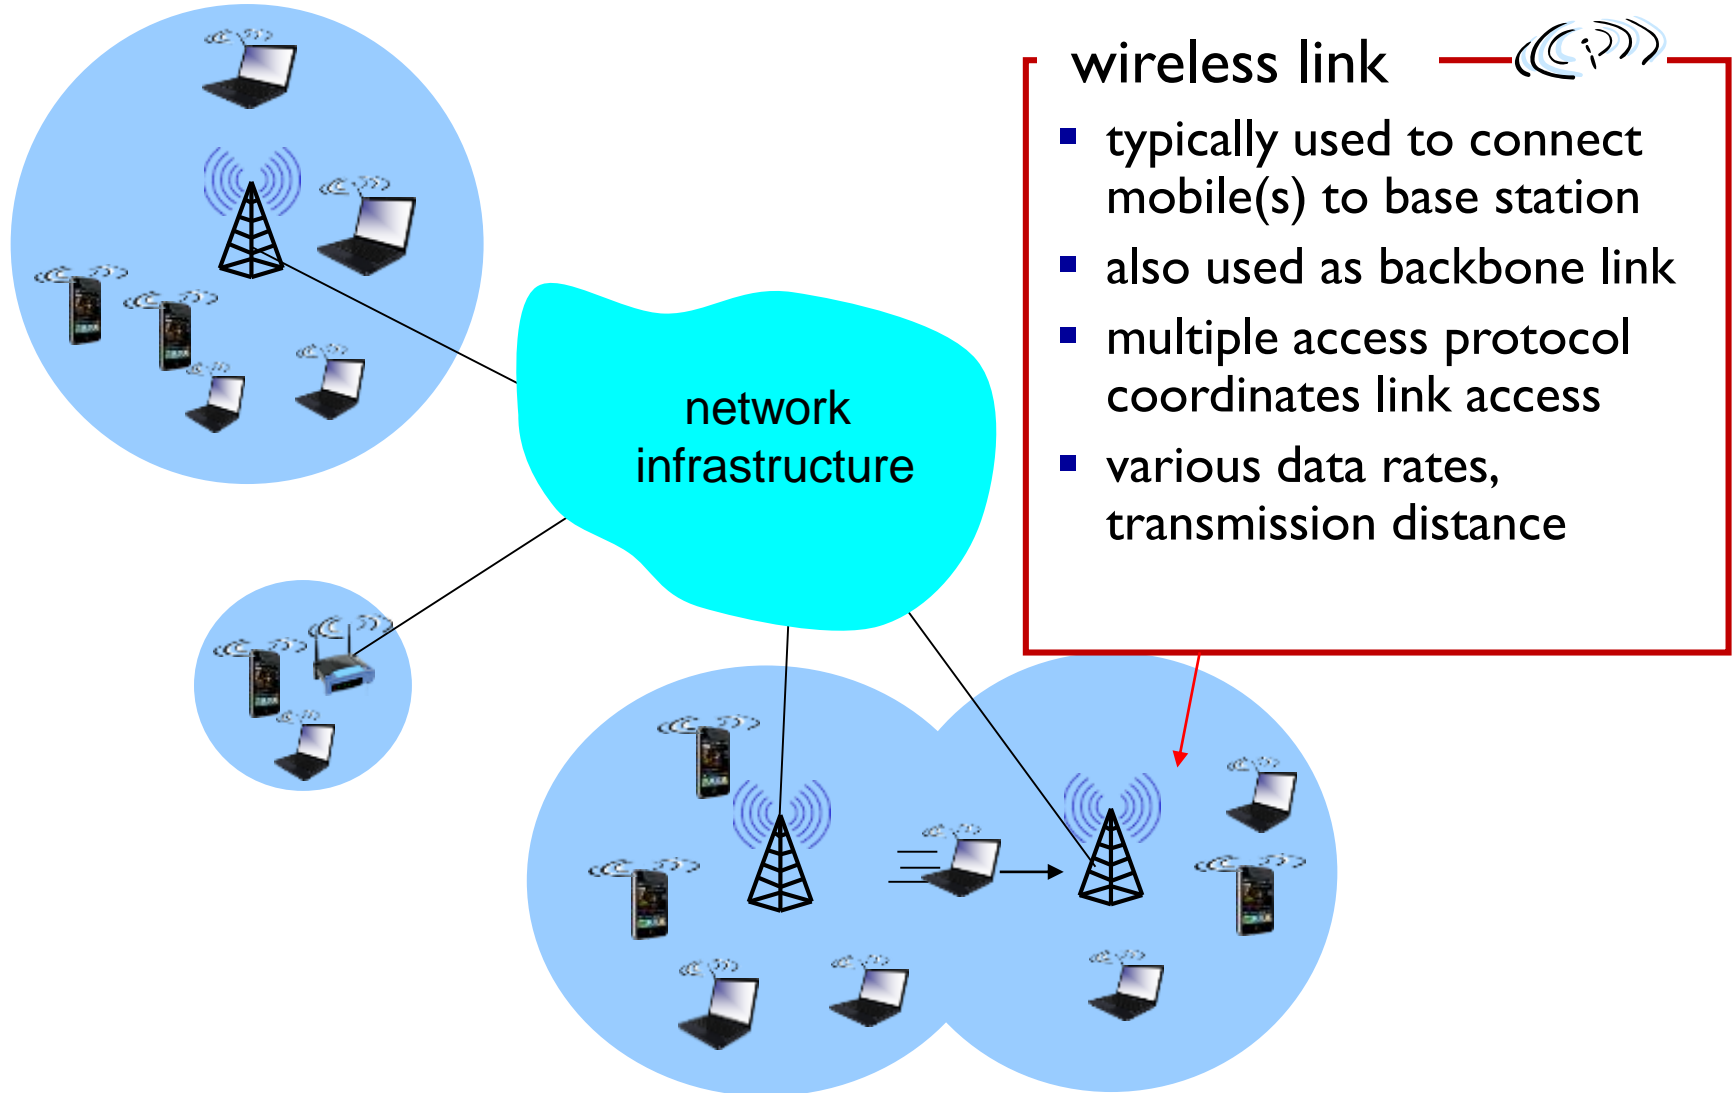 wireless link
typically used to connect
mobile(s) to base station
also used as backbone link
multiple access protocol
coordinates link access
various data rates,
transmission distance
network
infrastructure